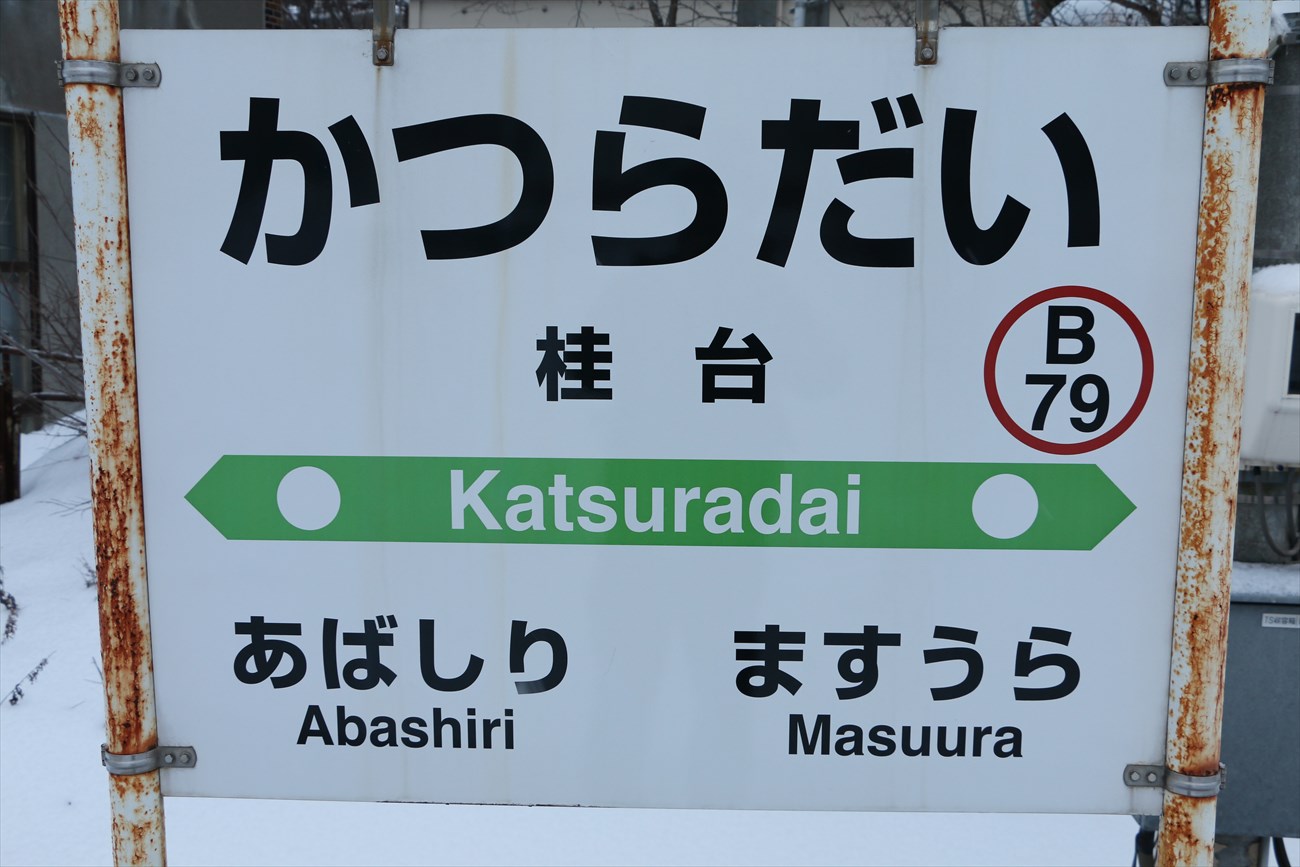 かつらだい
桂台
B
79
Katsuradai
あばしり
ますうら
Abashiri
Masuura